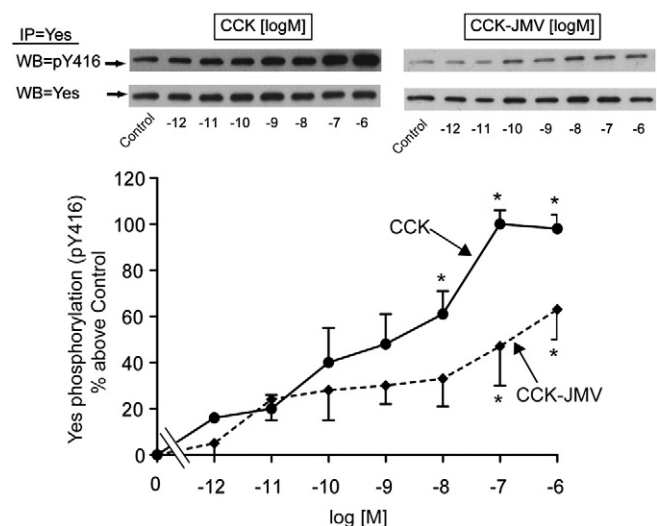 IP=Yes
CCK [logM]
CCK-JMV [logM]
WB=pY416
WB=Yes
Control -12 -11 -10 -9 -8 -7 -6
Control -12 -11 -10 -9 -8 -7 -6
Yes phosphorylation (pY416)
% above Control
120
100
80
60
40
20
0
CCK
CCK-JMV
* * *
* *
0 -12 -11 -10 -9 -8 -7 -6
log [M]